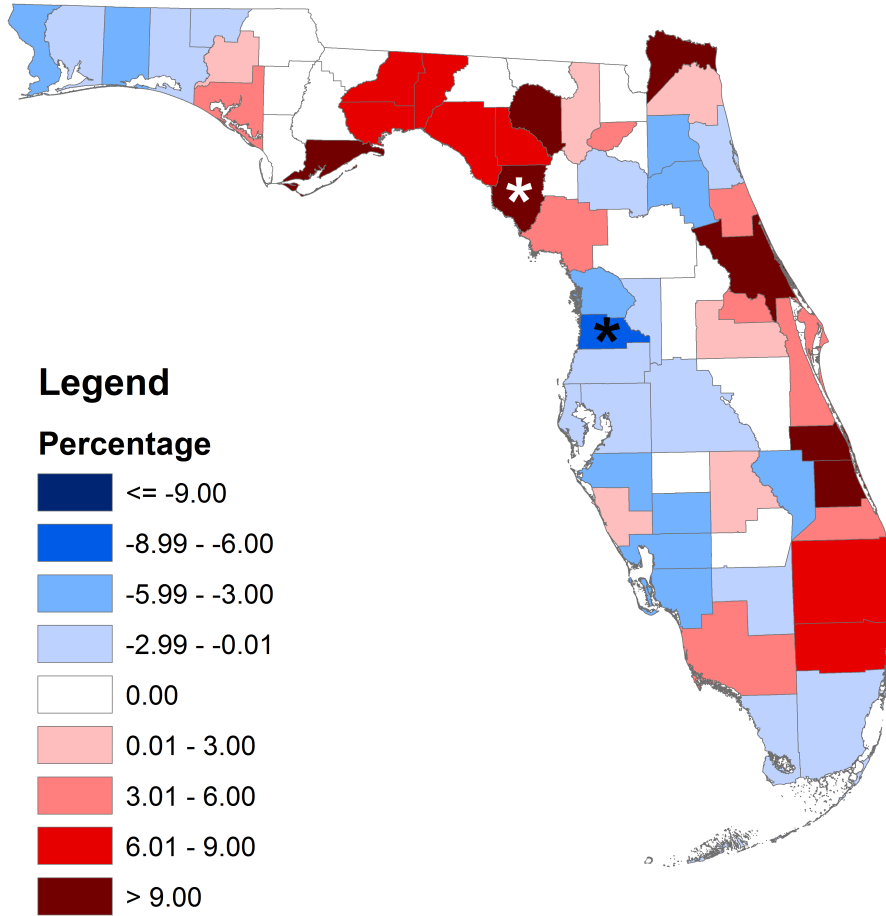 *
*
Legend
Percentage
<= -9.00
-8.99 - -6.00
-5.99 - -3.00
-2.99 - -0.01
0.00
0.01 - 3.00
3.01 - 6.00
6.01 - 9.00
> 9.00